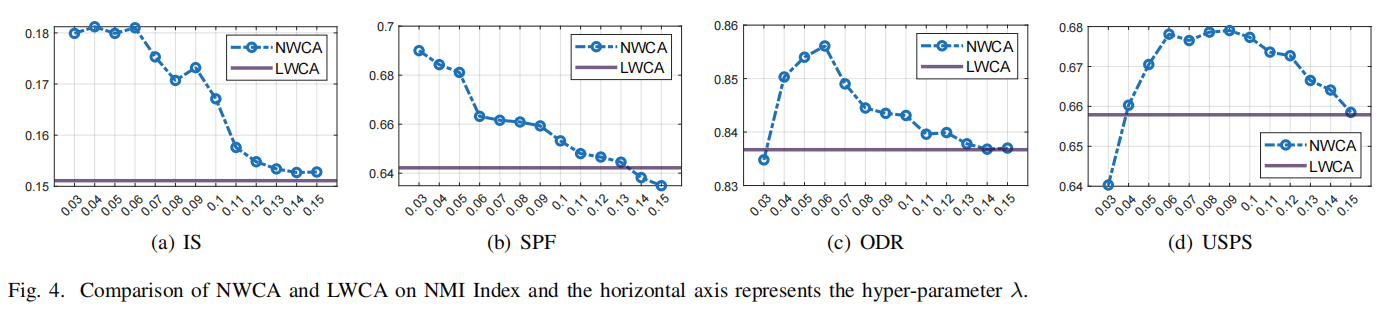 0.18
0.17
0.16
0.15
NWCA
LWCA
0.03 0.04 0.05 0.06 0.07 0.08 0.09 0.1 0.11 0.12 0.13 0.14 0.15
(a) IS
0.7
0.68
0.66
0.64
NWCA
LWCA
0.03 0.04 0.05 0.06 0.07 0.08 0.09 0.1 0.11 0.12 0.13 0.14 0.15
(b) SPF
0.86
0.85
0.84
0.83
NWCA
LWCA
0.03 0.04 0.05 0.06 0.07 0.08 0.09 0.1 0.11 0.12 0.13 0.14 0.15
(c) ODR
0.68
0.67
0.66
0.65
0.64
NWCA
LWCA
0.03 0.04 0.05 0.06 0.07 0.08 0.09 0.1 0.11 0.12 0.13 0.14 0.15
(d) USPS
Fig. 4. Comparison of NWCA and LWCA on NMI Index and the horizontal axis represents the hyper-parameter λ.